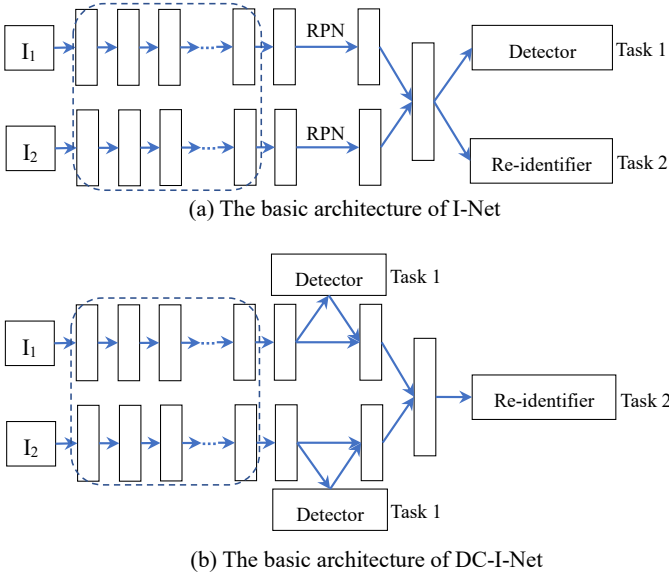 I₁
RPN
Detector
Task 1
I₂
RPN
Re-identifier
Task 2
(a) The basic architecture of I-Net
Detector
Task 1
I₁
Re-identifier
Task 2
I₂
Detector
Task 1
(b) The basic architecture of DC-I-Net